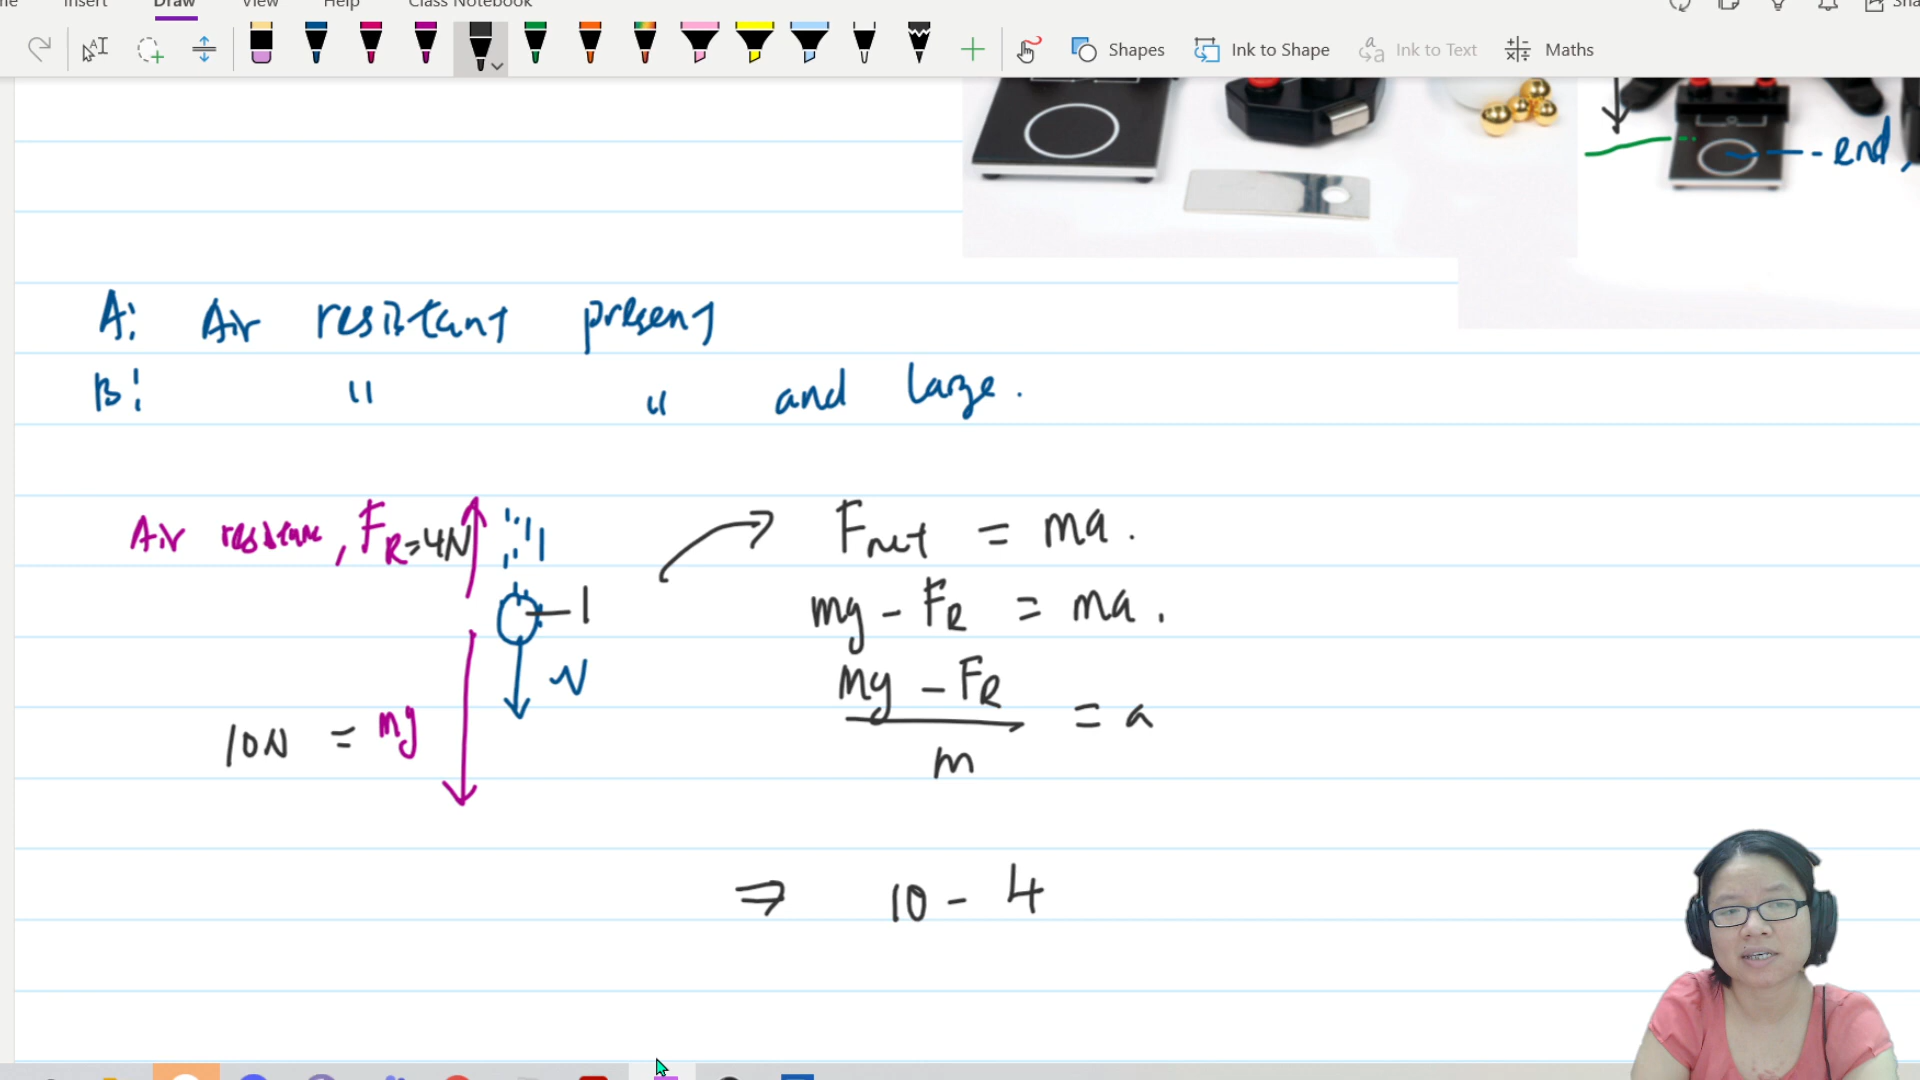 Insert Draw View Help Class Notebook
Shapes Ink to Shape Ink to Text Maths
end,
A: Air resistant present
B: " " and large.
Air resistance, FR=4N
1
V
10N = mg
Fnet = ma.
mg - FR = ma.
mg - FR
= a
m
⇒ 10 - 4